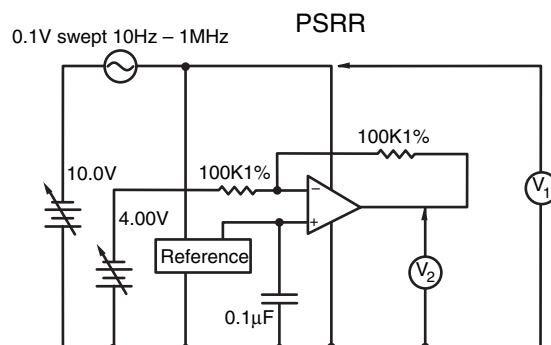 PSRR
0.1V swept 10Hz – 1MHz
100K1%
10.0V
100K1%
V1
4.00V
−
+
Reference
V2
0.1µF